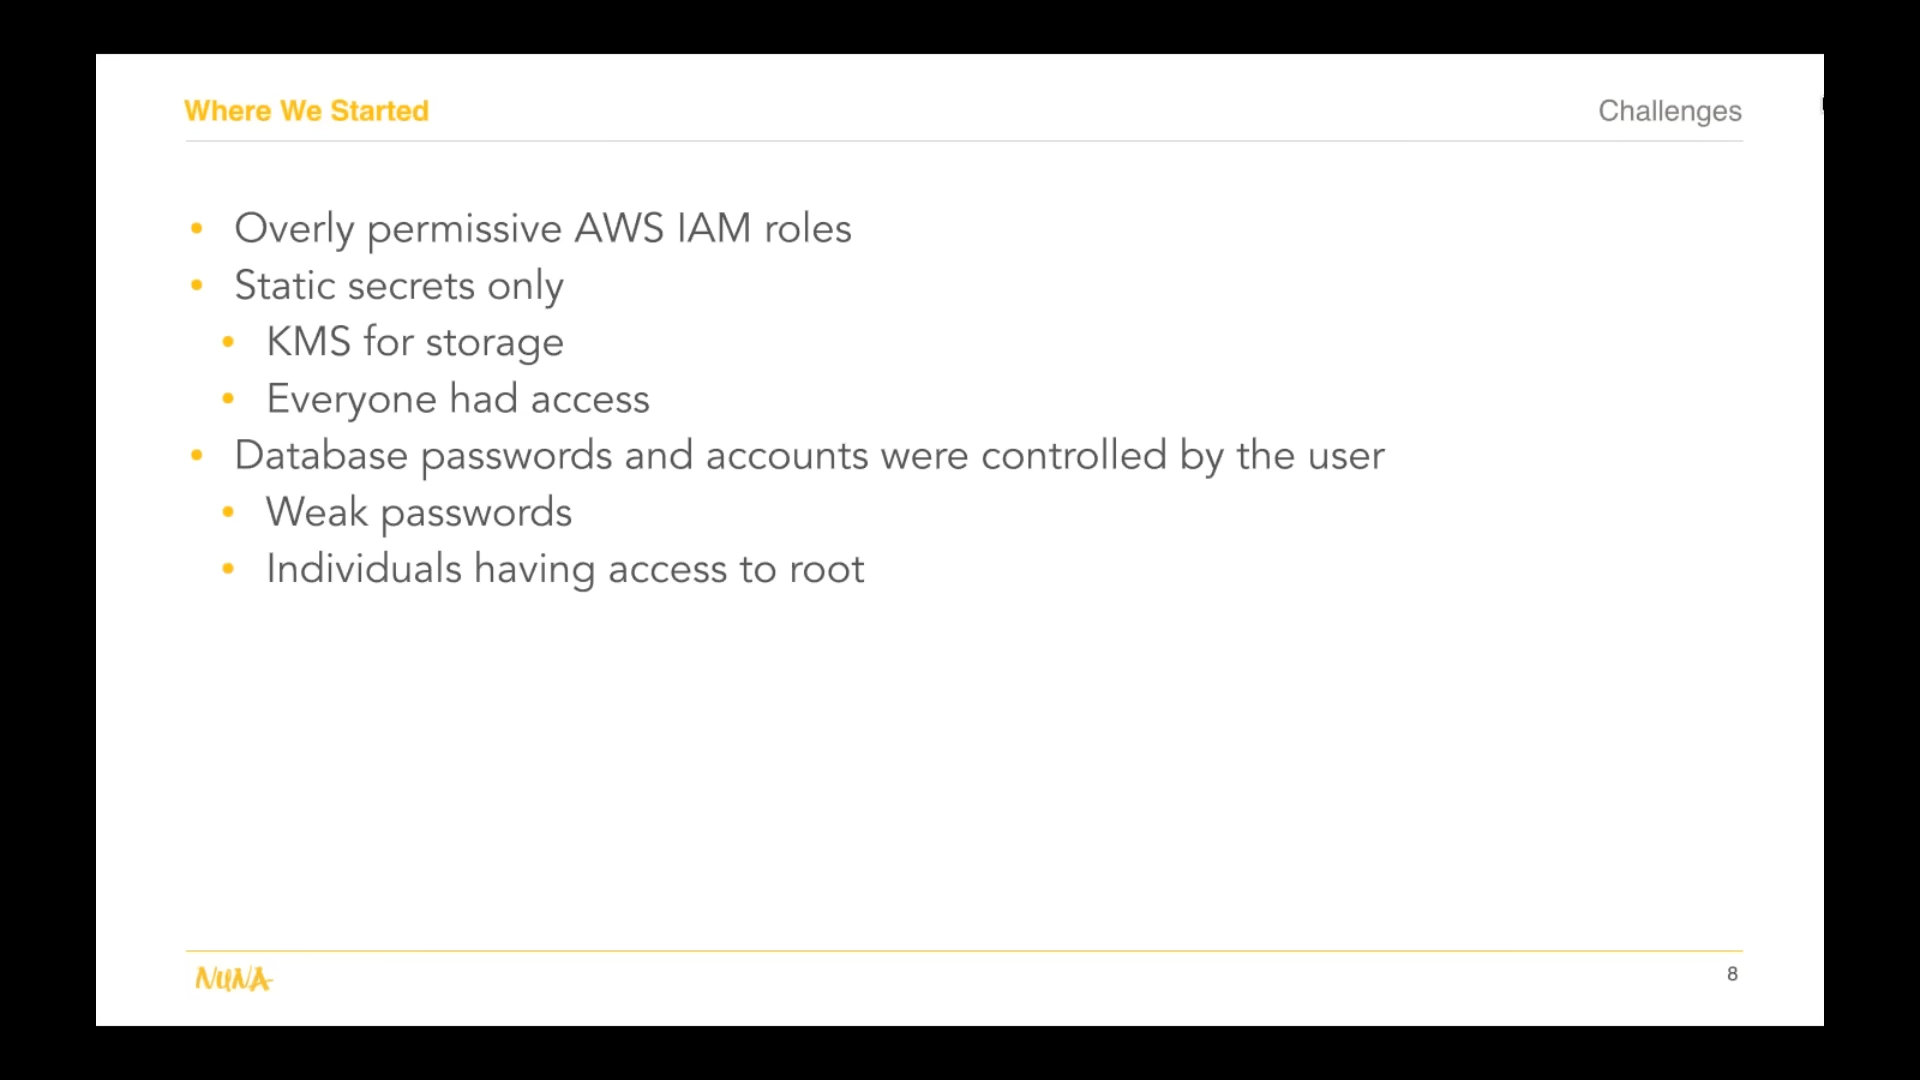 Where We Started
Challenges
• Overly permissive AWS IAM roles
• Static secrets only
• KMS for storage
• Everyone had access
• Database passwords and accounts were controlled by the user
• Weak passwords
• Individuals having access to root
NUNA
8